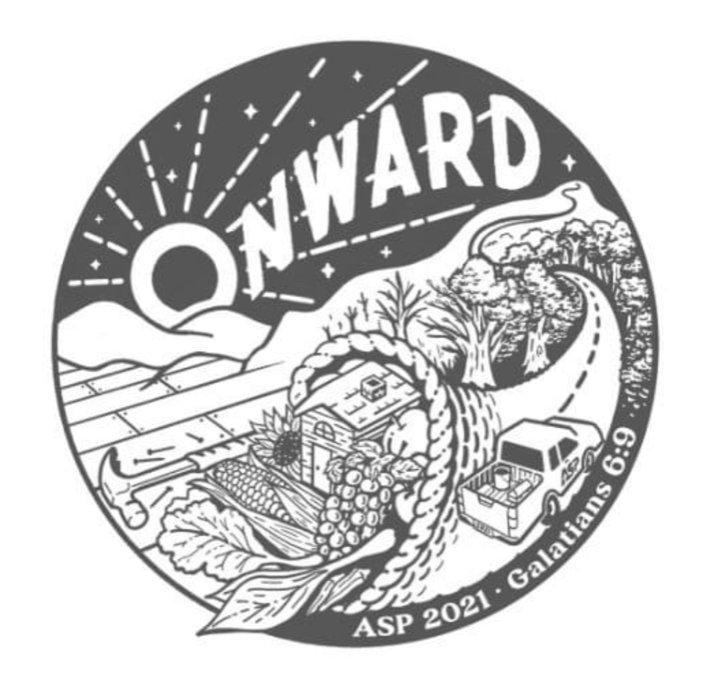 ONWARD
ASP
ASP 2021 · Galatians 6:9